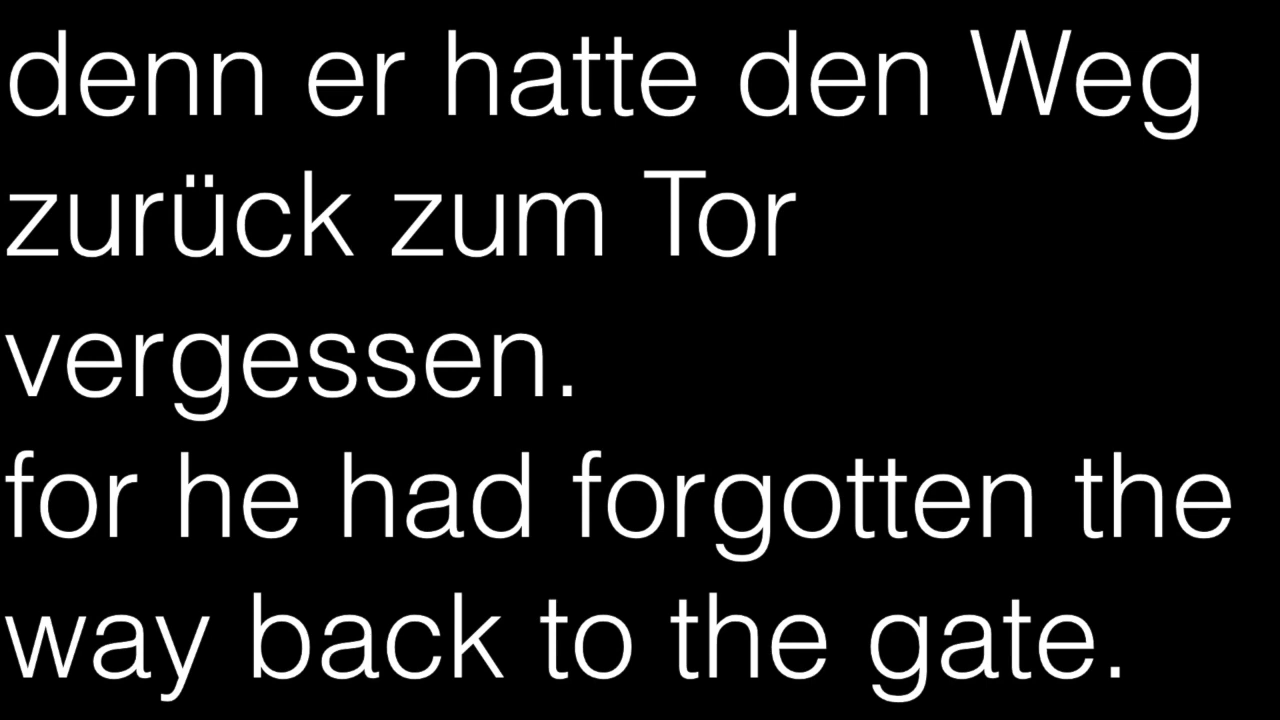 denn er hatte den Weg
zurück zum Tor
vergessen.
for he had forgotten the
way back to the gate.